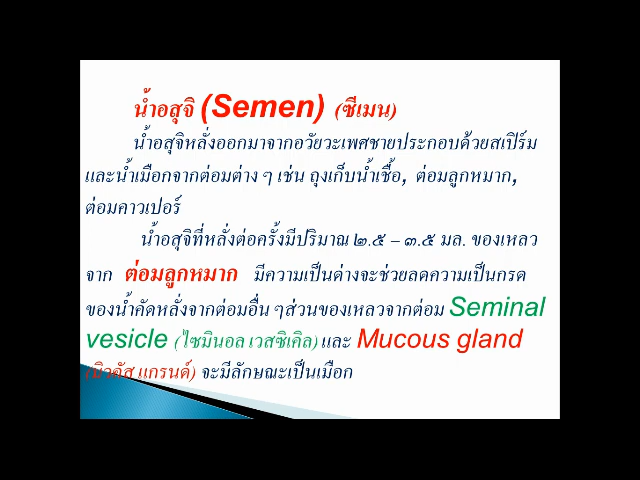 น้ำอสุจิ (Semen) (ซีเมน)
น้ำอสุจิหลั่งออกมาจากอวัยวะเพศชายประกอบด้วยสเปิร์ม
และน้ำเมือกจากต่อมต่าง ๆ เช่น ถุงเก็บน้ำเชื้อ, ต่อมลูกหมาก,
ต่อมคาวเปอร์
น้ำอสุจิที่หลั่งต่อครั้งมีปริมาณ ๒.๕ – ๓.๕ มล. ของเหลว
จาก ต่อมลูกหมาก มีความเป็นด่างจะช่วยลดความเป็นกรด
ของน้ำคัดหลั่งจากต่อมอื่น ๆส่วนของเหลวจากต่อม Seminal
vesicle (ไซมินอล เวสซิเคิล) และ Mucous gland
(มิวคัส แกรนด์) จะมีลักษณะเป็นเมือก